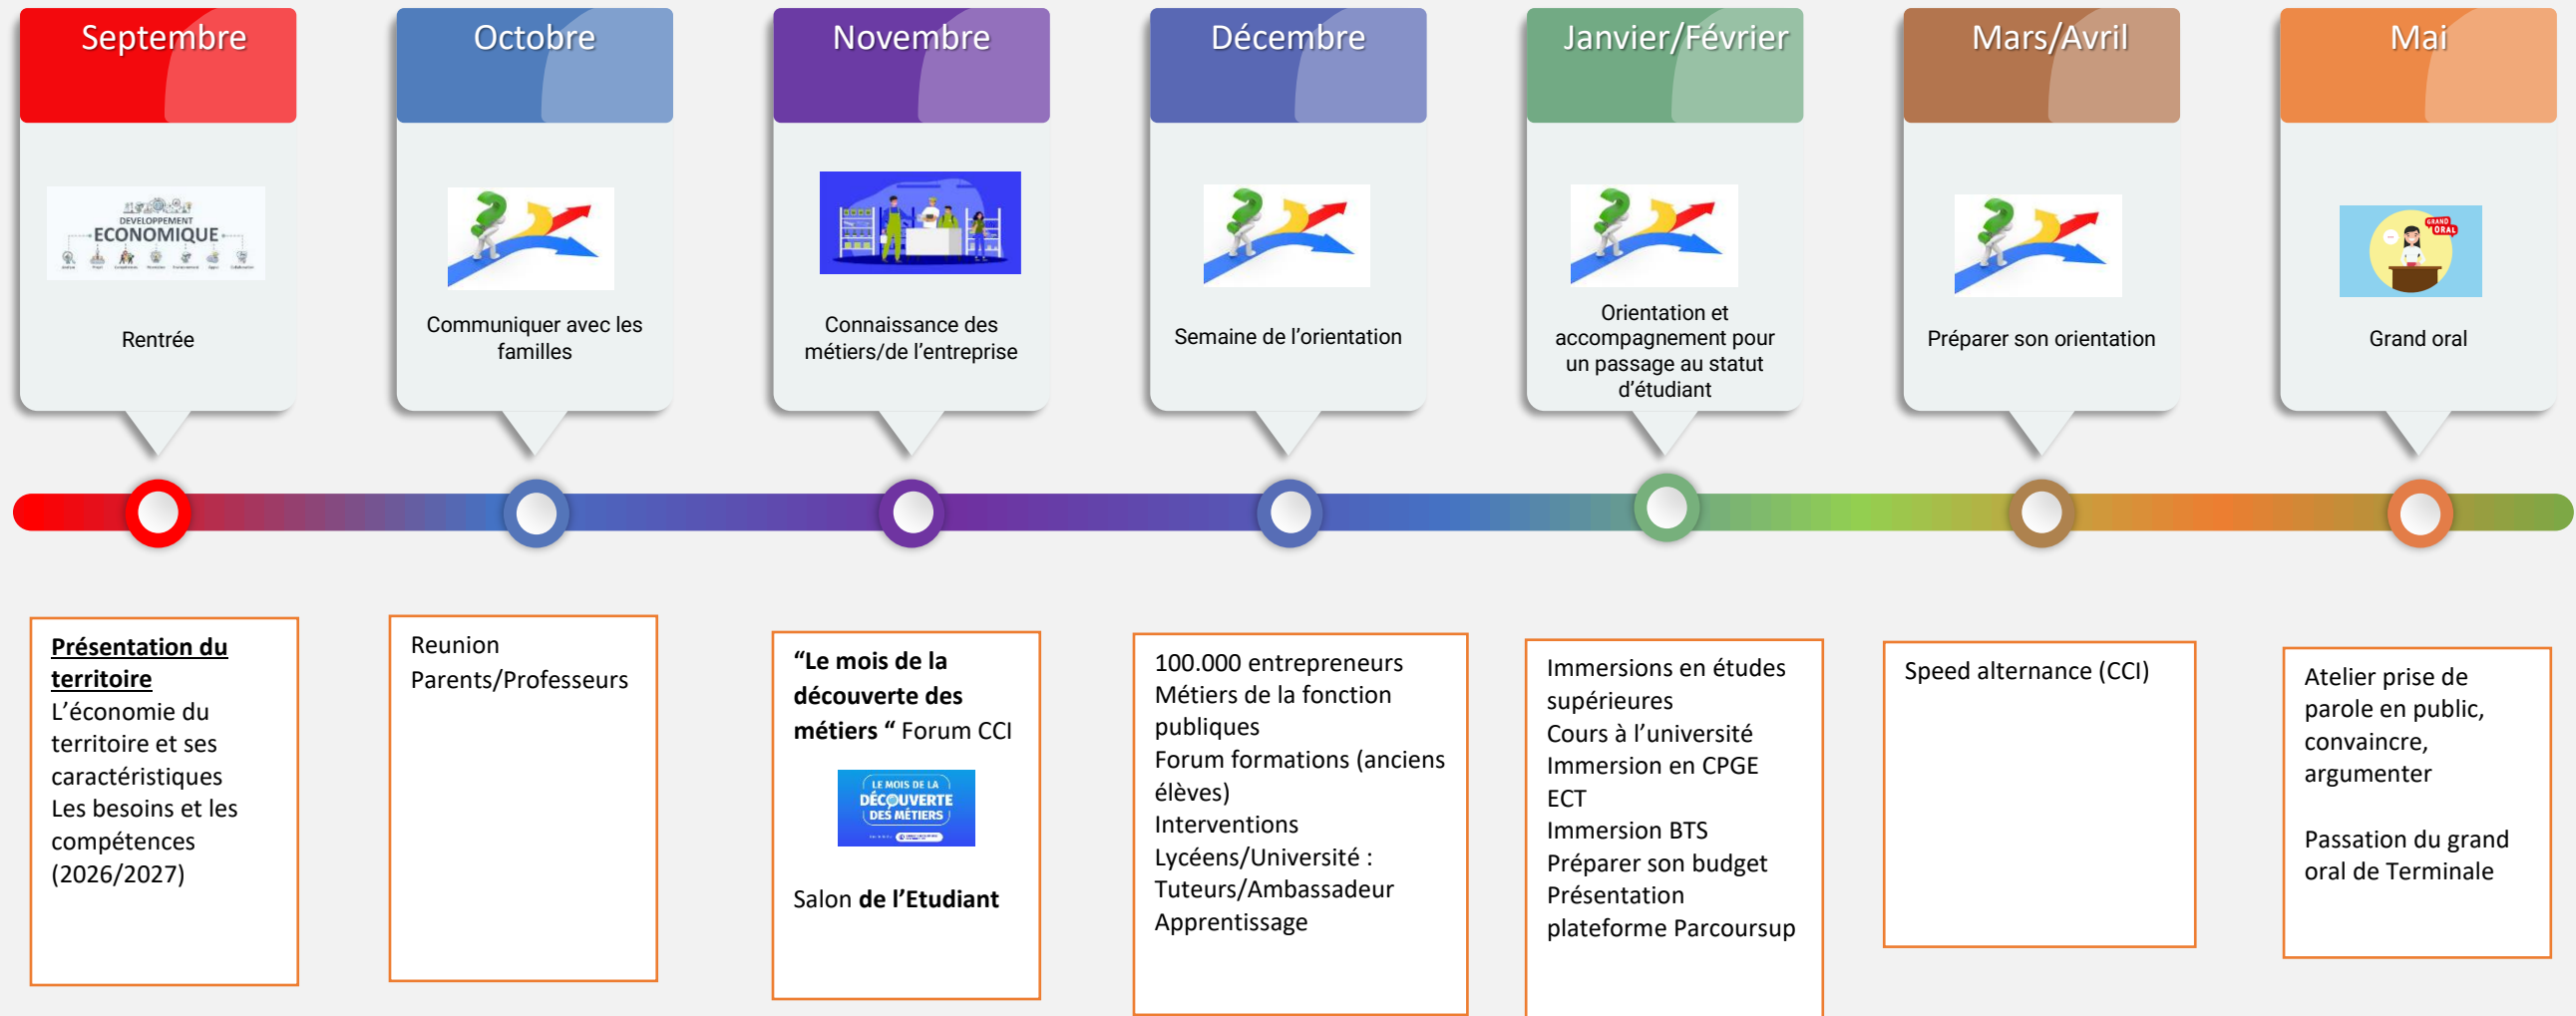 Septembre
Octobre
Novembre
Décembre
Janvier/Février
Mars/Avril
Mai
DEVELOPPEMENT
ECONOMIQUE
Rentrée
Communiquer avec les
familles
Connaissance des
métiers/de l’entreprise
Semaine de l’orientation
Orientation et
accompagnement pour
un passage au statut
d’étudiant
Préparer son orientation
GRAND
ORAL
Grand oral
Présentation du
territoire
L’économie du
territoire et ses
caractéristiques
Les besoins et les
compétences
(2026/2027)
Reunion
Parents/Professeurs
“Le mois de la
découverte des
métiers “ Forum CCI
LE MOIS DE LA
DÉCOUVERTE
DES MÉTIERS
Salon de l’Etudiant
100.000 entrepreneurs
Métiers de la fonction
publiques
Forum formations (anciens
élèves)
Interventions
Lycéens/Université :
Tuteurs/Ambassadeur
Apprentissage
Immersions en études
supérieures
Cours à l’université
Immersion en CPGE
ECT
Immersion BTS
Préparer son budget
Présentation
plateforme Parcoursup
Speed alternance (CCI)
Atelier prise de
parole en public,
convaincre,
argumenter
Passation du grand
oral de Terminale